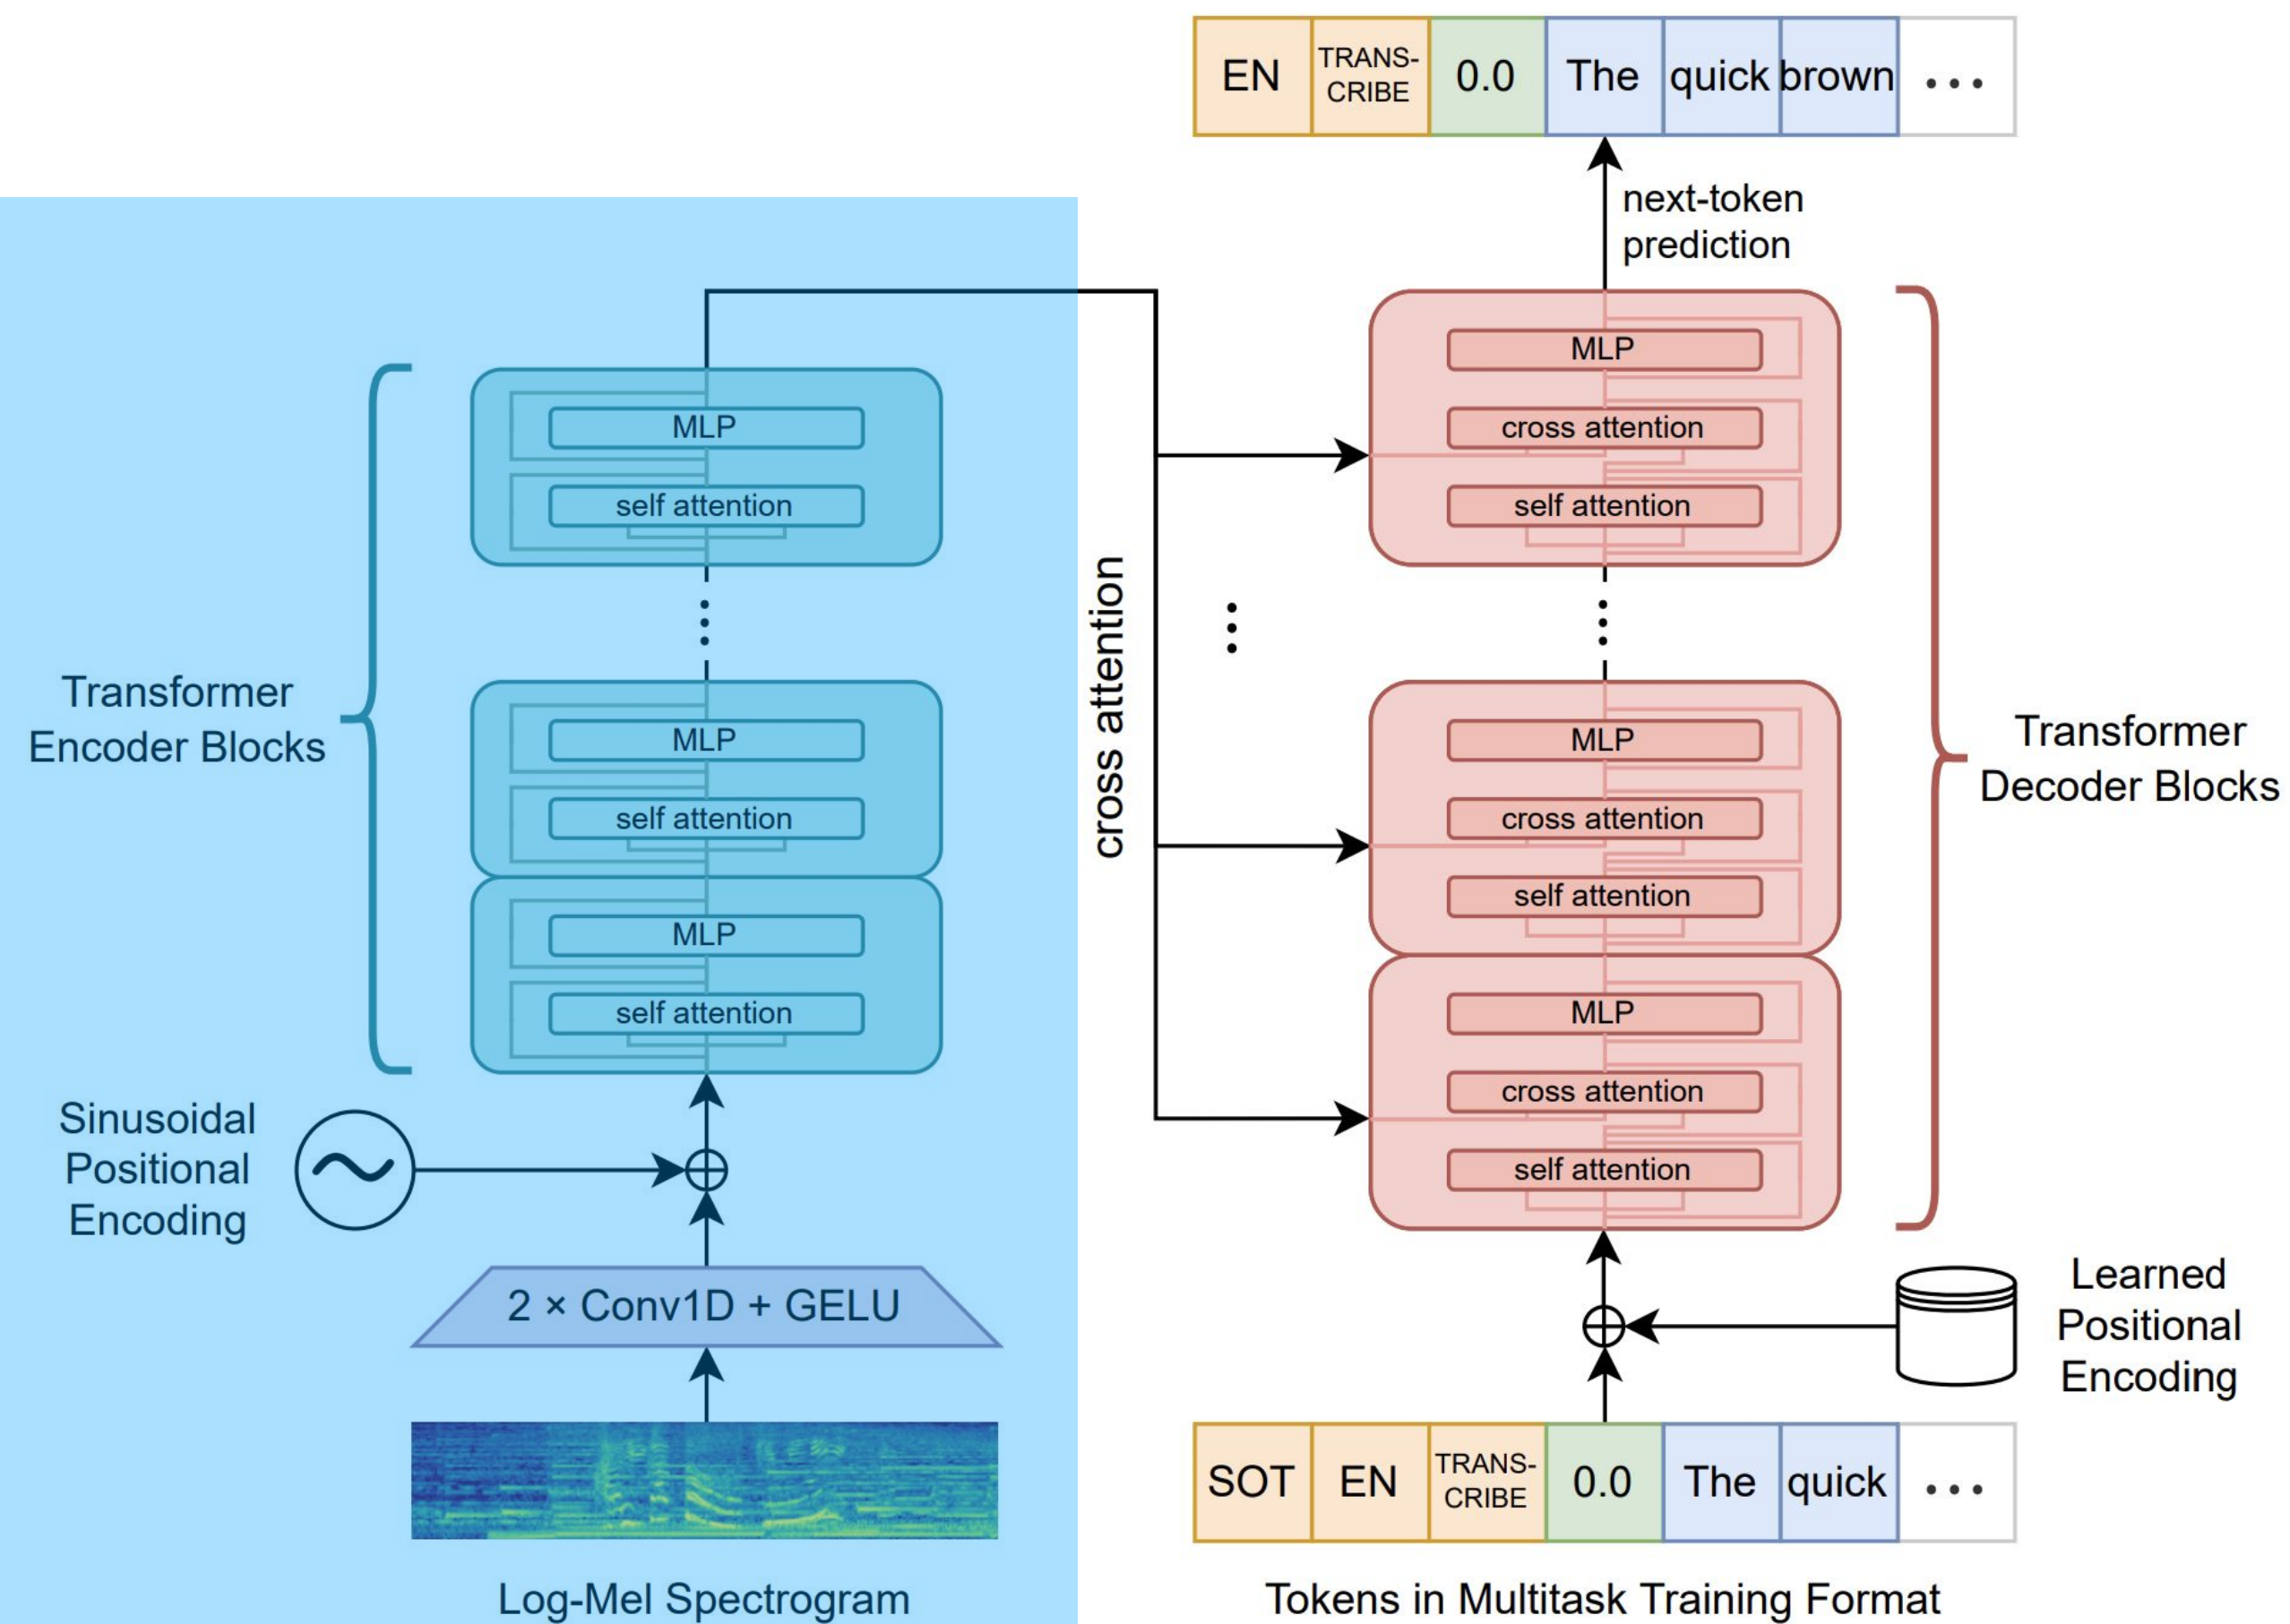 EN TRANS-CRIBE 0.0 The quick brown ...
next-token
prediction
MLP
cross attention
self attention
MLP
self attention
cross attention
Transformer
Encoder Blocks
MLP
self attention
MLP
self attention
MLP
cross attention
self attention
MLP
cross attention
self attention
Transformer
Decoder Blocks
Sinusoidal
Positional
Encoding
2 × Conv1D + GELU
Learned
Positional
Encoding
SOT EN TRANS-CRIBE 0.0 The quick ...
Log-Mel Spectrogram
Tokens in Multitask Training Format